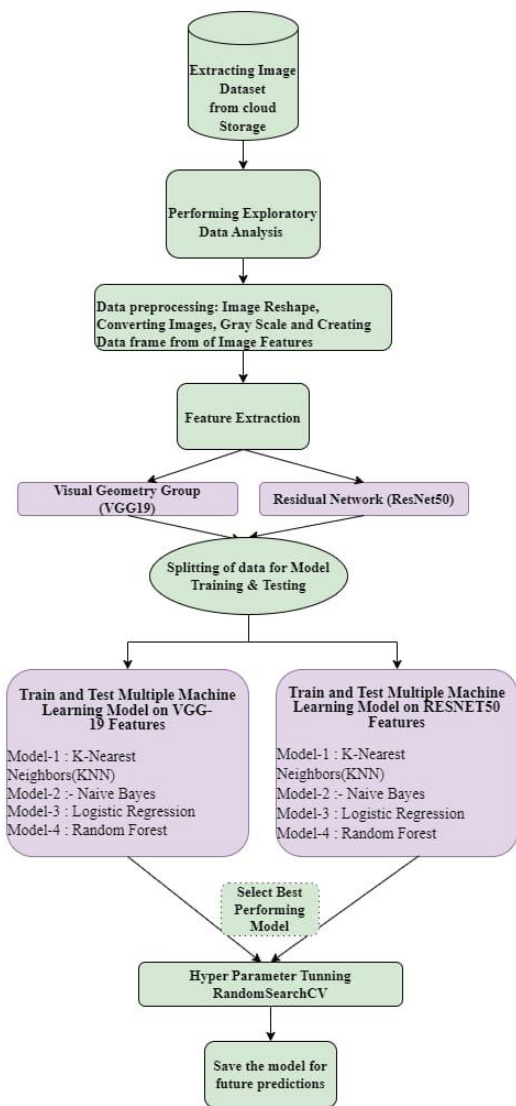 Extracting Image
Dataset
from cloud
Storage
Performing Exploratory
Data Analysis
Data preprocessing: Image Reshape,
Converting Images, Gray Scale and Creating
Data frame from of Image Features
Feature Extraction
Visual Geometry Group
(VGG19)
Residual Network (ResNet50)
Splitting of data for Model
Training & Testing
Train and Test Multiple Machine
Learning Model on VGG-
19 Features
Model-1 : K-Nearest
Neighbors(KNN)
Model-2 :- Naive Bayes
Model-3 : Logistic Regression
Model-4 : Random Forest
Train and Test Multiple Machine
Learning Model on RESNET50
Features
Model-1 : K-Nearest
Neighbors(KNN)
Model-2 :- Naive Bayes
Model-3 : Logistic Regression
Model-4 : Random Forest
Select Best
Performing
Model
Hyper Parameter Tunning
RandomSearchCV
Save the model for
future predictions